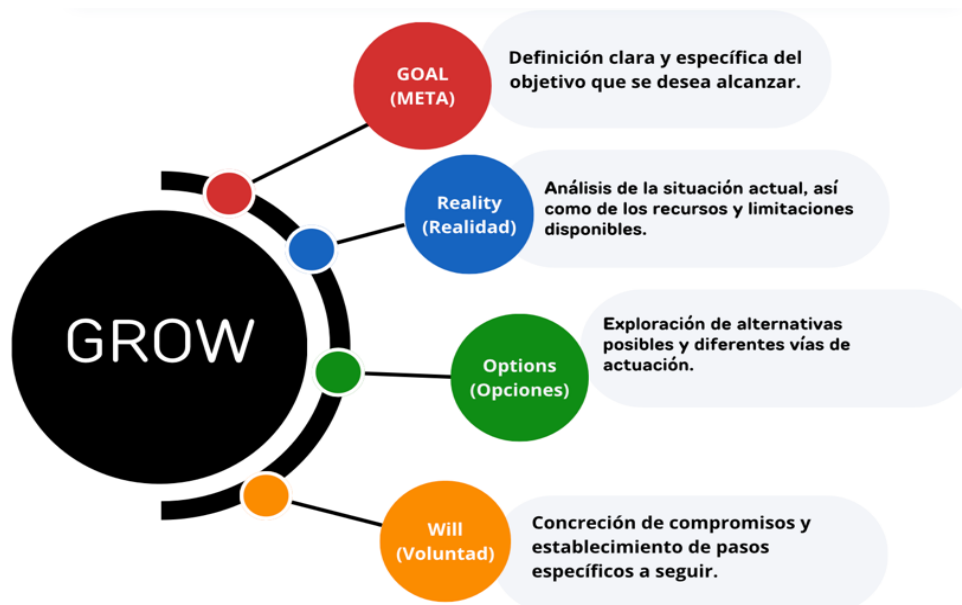 GOAL
(META)
Definición clara y específica del
objetivo que se desea alcanzar.
Reality
(Realidad)
Análisis de la situación actual, así
como de los recursos y limitaciones
disponibles.
GROW
Options
(Opciones)
Exploración de alternativas
posibles y diferentes vías de
actuación.
Will
(Voluntad)
Concreción de compromisos y
establecimiento de pasos
específicos a seguir.